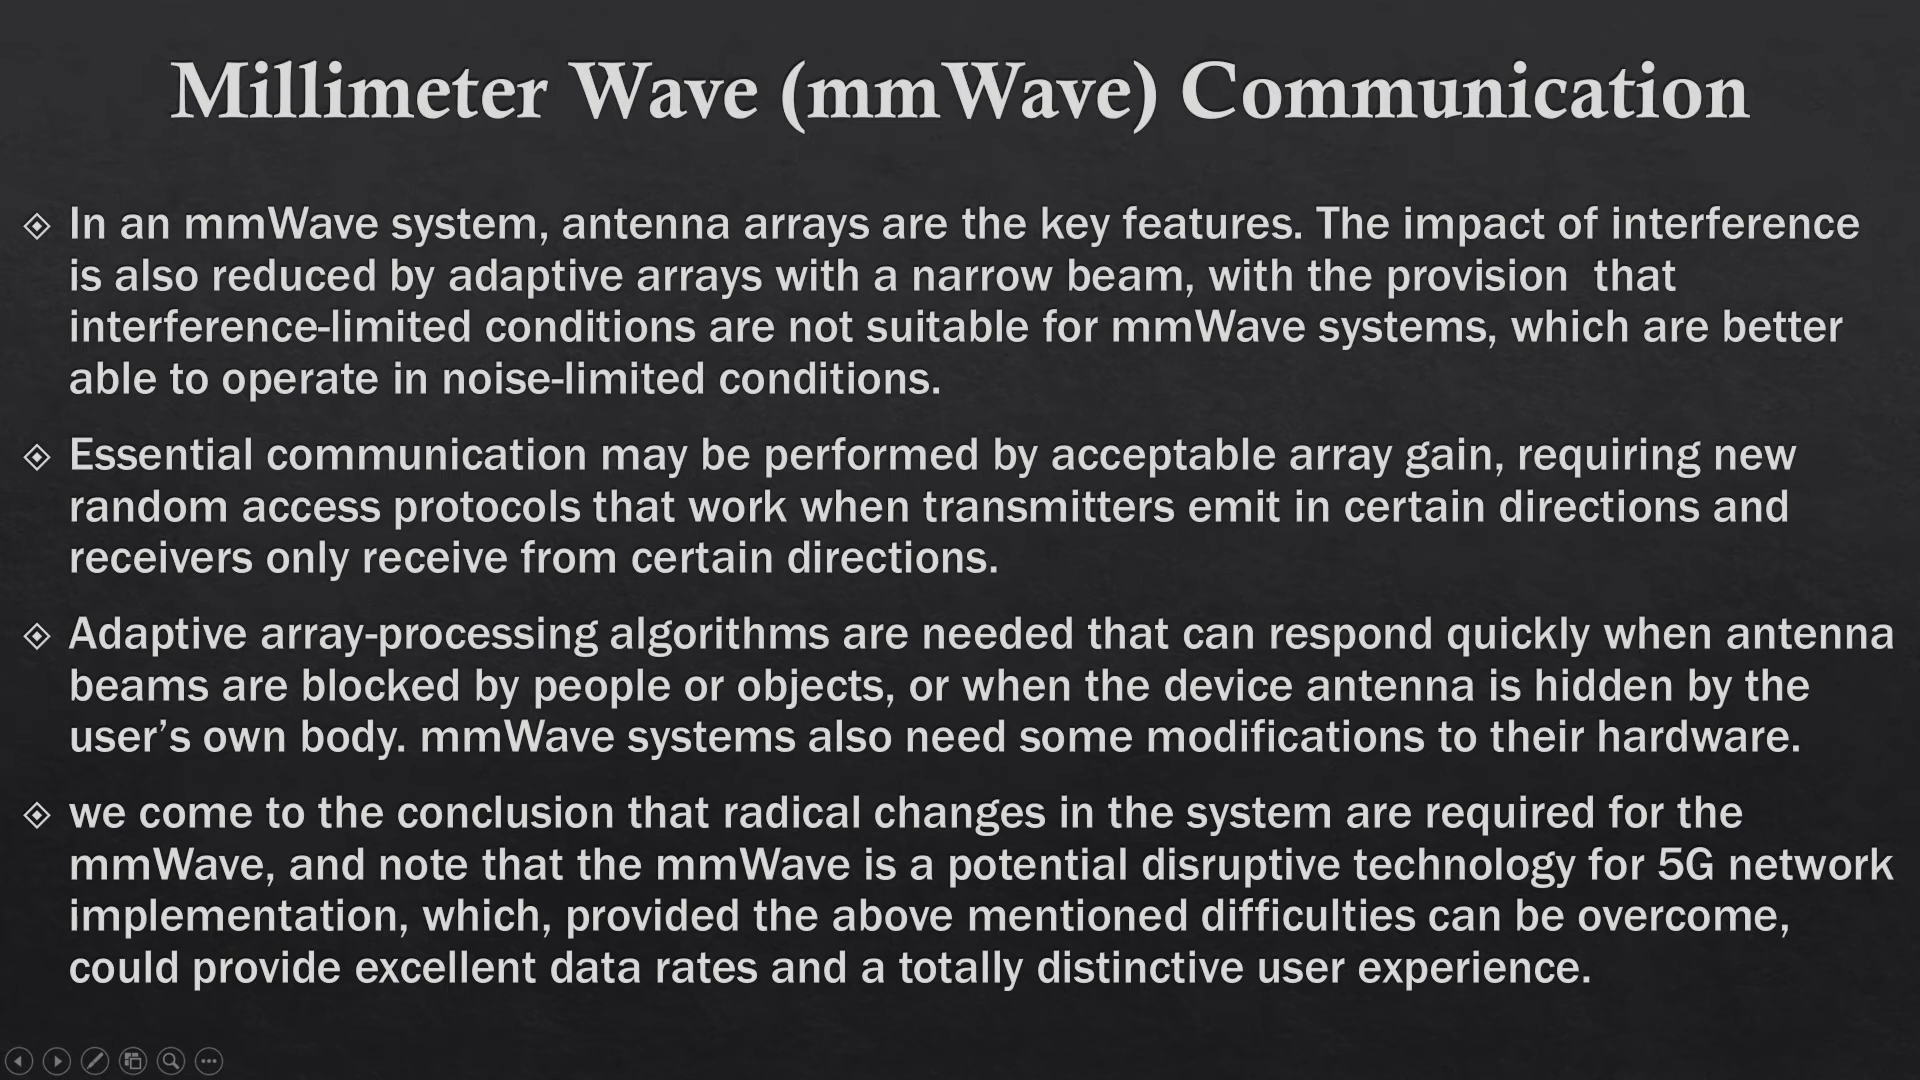 Millimeter Wave (mmWave) Communication
In an mmWave system, antenna arrays are the key features. The impact of interference
is also reduced by adaptive arrays with a narrow beam, with the provision  that
interference-limited conditions are not suitable for mmWave systems, which are better
able to operate in noise-limited conditions.
Essential communication may be performed by acceptable array gain, requiring new
random access protocols that work when transmitters emit in certain directions and
receivers only receive from certain directions.
Adaptive array-processing algorithms are needed that can respond quickly when antenna
beams are blocked by people or objects, or when the device antenna is hidden by the
user’s own body. mmWave systems also need some modifications to their hardware.
we come to the conclusion that radical changes in the system are required for the
mmWave, and note that the mmWave is a potential disruptive technology for 5G network
implementation, which, provided the above mentioned difficulties can be overcome,
could provide excellent data rates and a totally distinctive user experience.